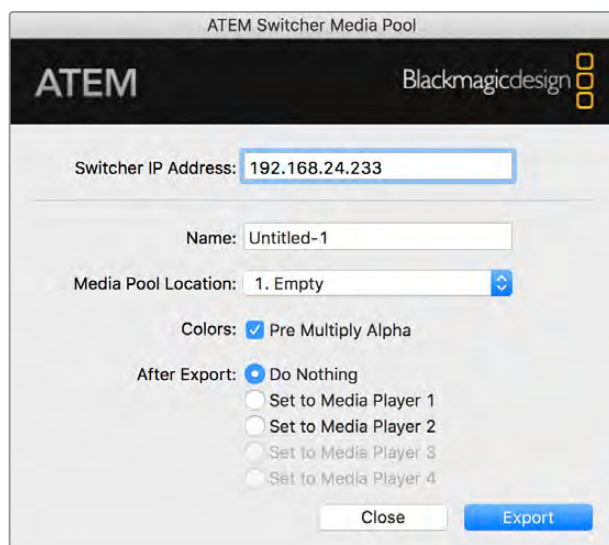 ATEM Switcher Media Pool
ATEM
Blackmagicdesign
Switcher IP Address: 192.168.24.233
Name: Untitled-1
Media Pool Location: 1. Empty
Colors: Pre Multiply Alpha
After Export: Do Nothing
Set to Media Player 1
Set to Media Player 2
Set to Media Player 3
Set to Media Player 4
Close Export